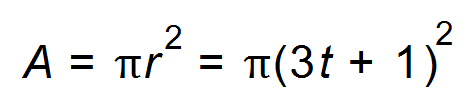 A = πr² = π(3t + 1)²